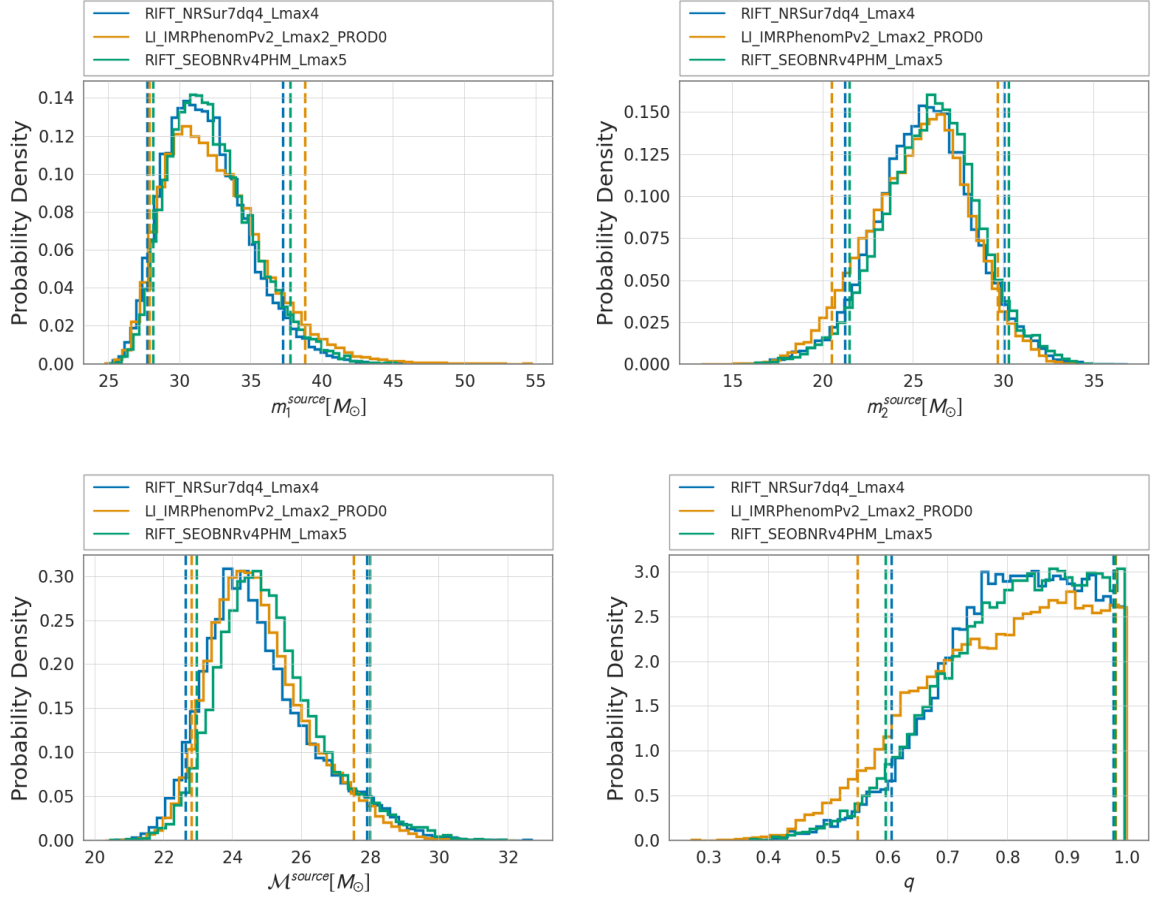 RIFT_NRSur7dq4_Lmax4
LI_IMRPhenomPv2_Lmax2_PROD0
RIFT_SEOBNRv4PHM_Lmax5
Probability Density
0.14
0.12
0.10
0.08
0.06
0.04
0.02
0.00
25 30 35 40 45 50 55
m₁^source[M⊙]
RIFT_NRSur7dq4_Lmax4
LI_IMRPhenomPv2_Lmax2_PROD0
RIFT_SEOBNRv4PHM_Lmax5
Probability Density
0.150
0.125
0.100
0.075
0.050
0.025
0.000
15 20 25 30 35
m₂^source[M⊙]
RIFT_NRSur7dq4_Lmax4
LI_IMRPhenomPv2_Lmax2_PROD0
RIFT_SEOBNRv4PHM_Lmax5
Probability Density
0.30
0.25
0.20
0.15
0.10
0.05
0.00
20 22 24 26 28 30 32
ℳ^source[M⊙]
RIFT_NRSur7dq4_Lmax4
LI_IMRPhenomPv2_Lmax2_PROD0
RIFT_SEOBNRv4PHM_Lmax5
Probability Density
3.0
2.5
2.0
1.5
1.0
0.5
0.0
0.3 0.4 0.5 0.6 0.7 0.8 0.9 1.0
q